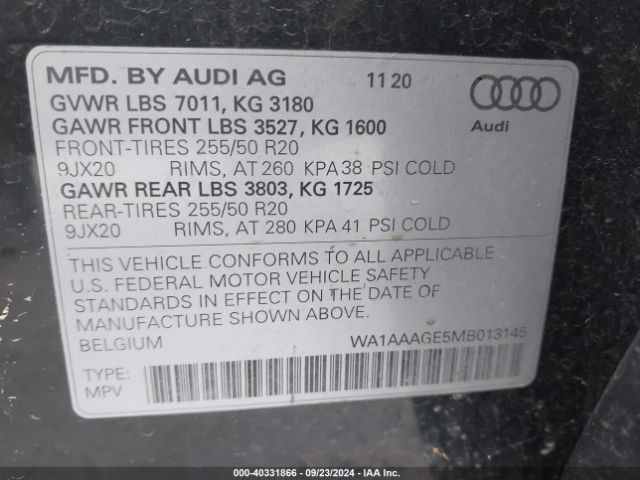 MFD. BY AUDI AG 11 20
GVWR LBS 7011, KG 3180
GAWR FRONT LBS 3527, KG 1600
Audi
FRONT-TIRES 255/50 R20
9JX20 RIMS, AT 260 KPA 38 PSI COLD
GAWR REAR LBS 3803, KG 1725
REAR-TIRES 255/50 R20
9JX20 RIMS, AT 280 KPA 41 PSI COLD
THIS VEHICLE CONFORMS TO ALL APPLICABLE
U.S. FEDERAL MOTOR VEHICLE SAFETY
STANDARDS IN EFFECT ON THE DATE OF
MANUFACTURE SHOWN ABOVE.
BELGIUM WA1AAAGE5MB013145
TYPE:
MPV
000-40331866 - 09/23/2024 - IAA Inc.